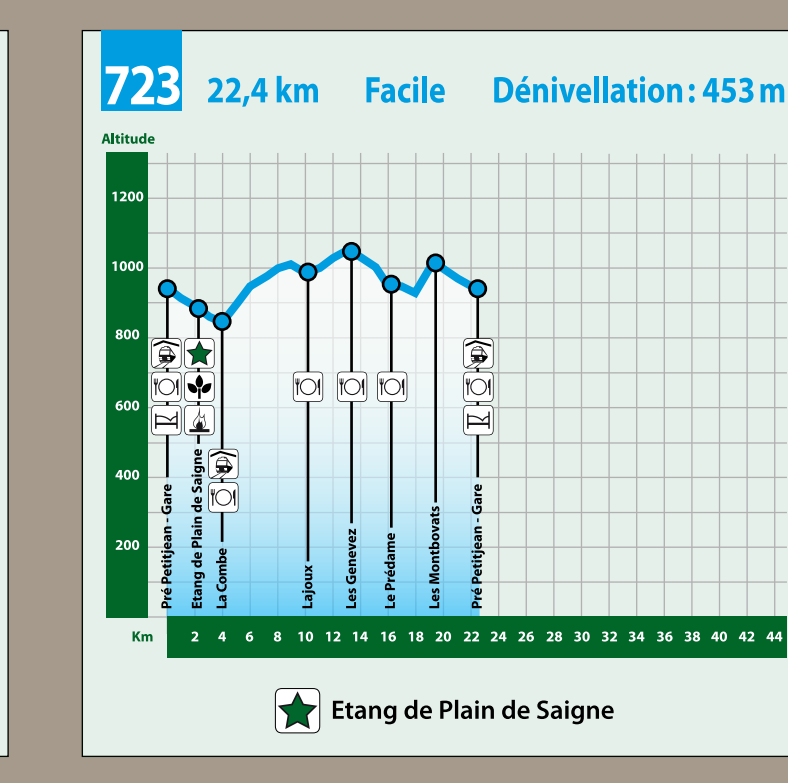 723 22,4 km Facile Dénivellation: 453 m
Altitude
1200
1000
800
600
400
200
Pré Petitjean - Gare
Etang de Plain de Saigne
La Combe
Lajoux
Les Genevez
Le Prédame
Les Montbovats
Pré Petitjean - Gare
Km 2 4 6 8 10 12 14 16 18 20 22 24 26 28 30 32 34 36 38 40 42 44
Etang de Plain de Saigne